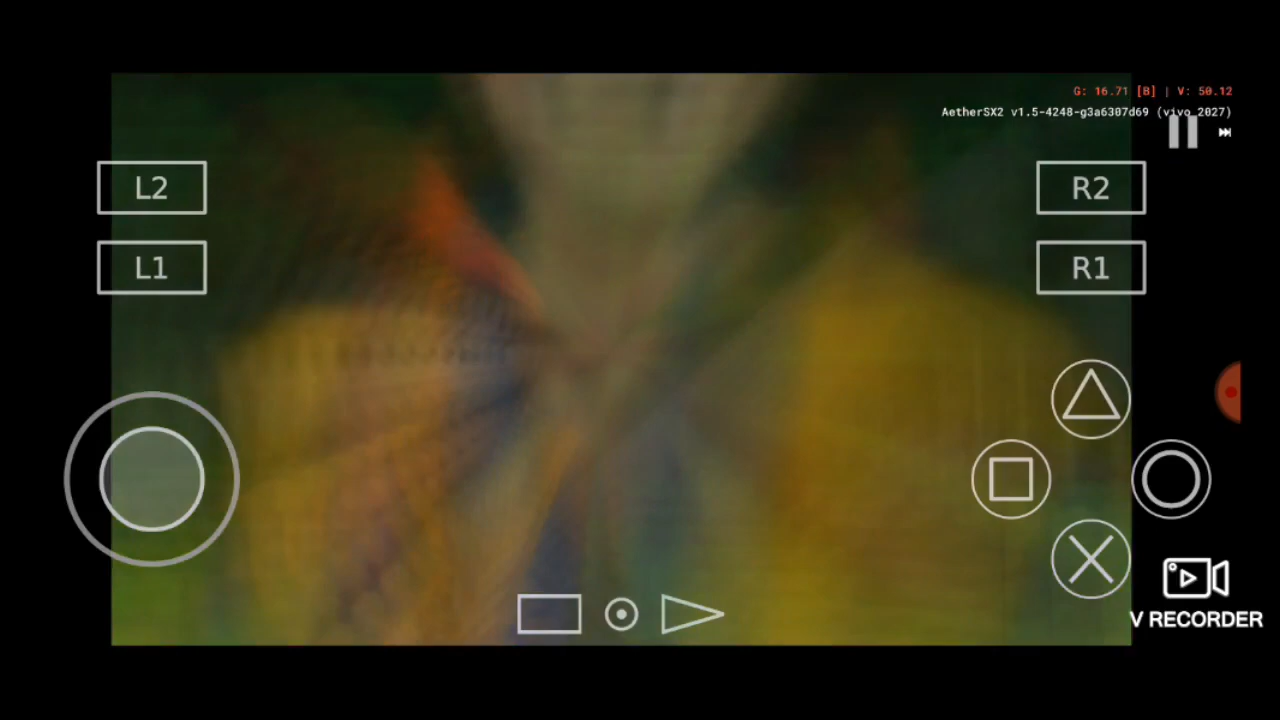 G: 16.71 [B] | V: 50.12
AetherSX2 v1.5-4248-g3a6307d69 (vivo 2027)
L2
R2
L1
R1
V RECORDER